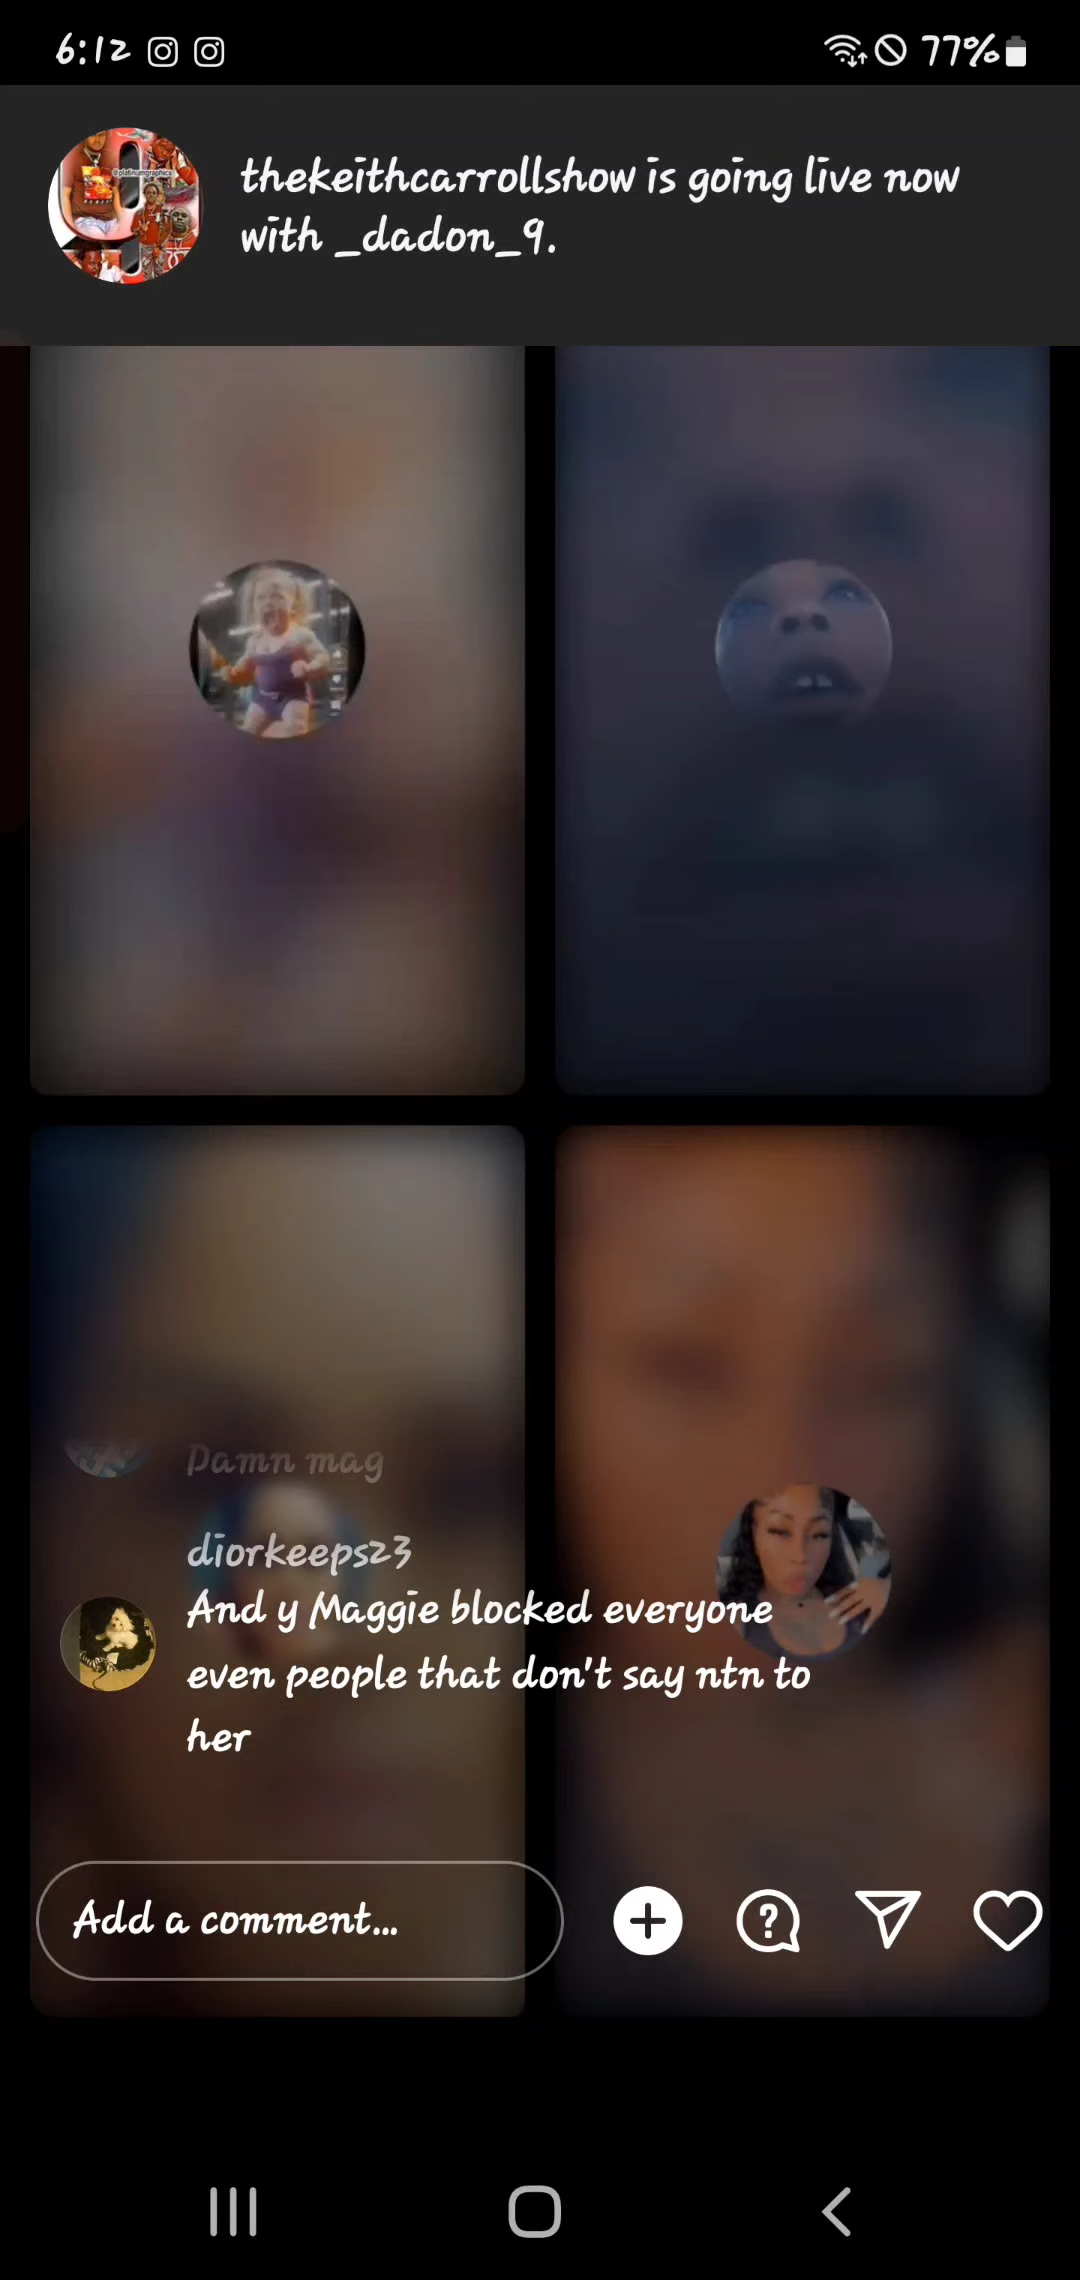 6:12
77%
@platinumgraphics
thekeithcarrollshow is going live now
with _dadon_9.
Damn mag
diorkeeps23
And y Maggie blocked everyone
even people that don't say ntn to
her
Add a comment...